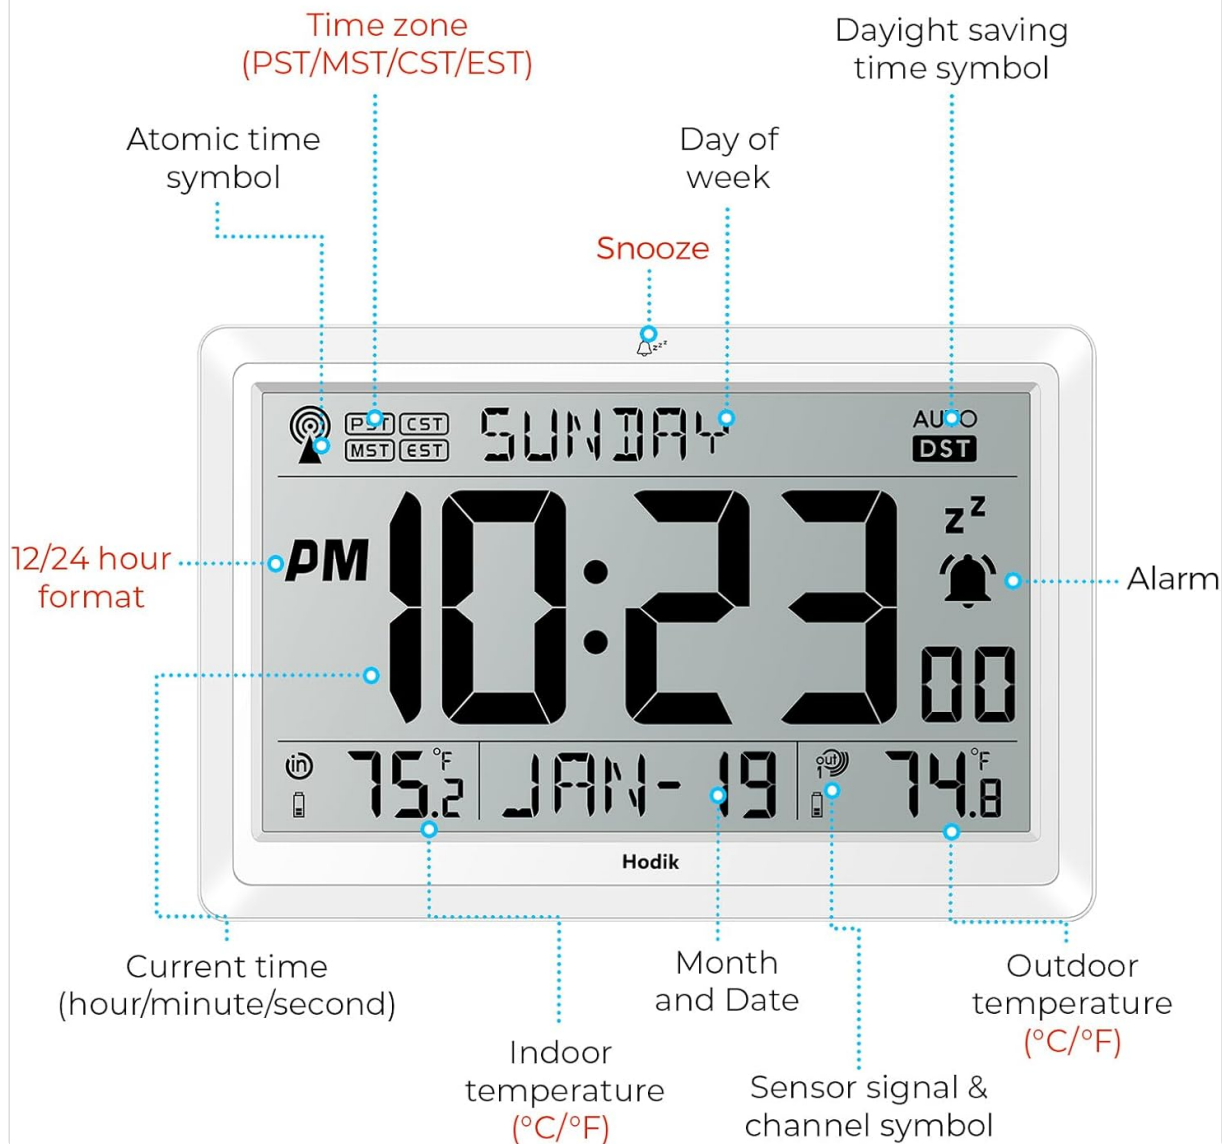 Time zone
(PST/MST/CST/EST)
Dayight saving
time symbol
Atomic time
symbol
Day of
week
Snooze
zzz
PST CST
MST EST
SUNDAY
AUTO
DST
12/24 hour
format
PM
10:23
00
zz
Alarm
in
75.2 °F
JAN-19
out
1
74.8 °F
Hodik
Current time
(hour/minute/second)
Month
and Date
Outdoor
temperature
(°C/°F)
Indoor
temperature
(°C/°F)
Sensor signal &
channel symbol